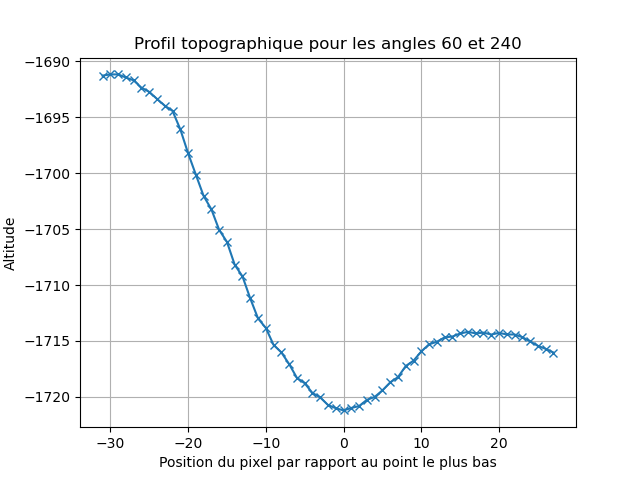 Profil topographique pour les angles 60 et 240
Altitude
−1690
−1695
−1700
−1705
−1710
−1715
−1720
−30 −20 −10 0 10 20
Position du pixel par rapport au point le plus bas